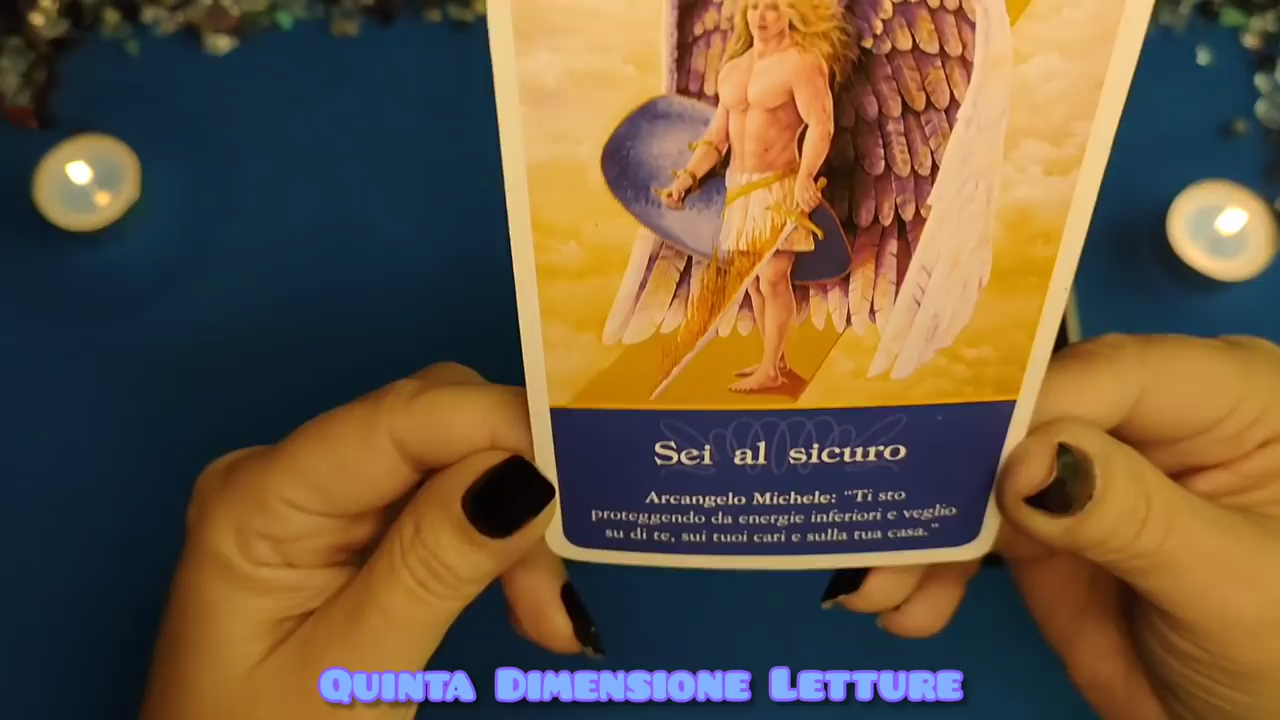 Sei al sicuro
Arcangelo Michele: "Ti sto
proteggendo da energie inferiori e veglio
su di te, sui tuoi cari e sulla tua casa."
Quinta Dimensione Letture